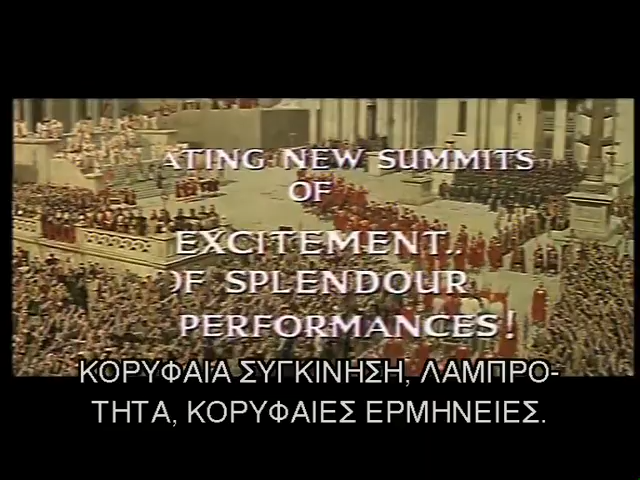 ATING NEW SUMMITS
OF
EXCITEMENT..
OF SPLENDOUR
PERFORMANCES!
ΚΟΡΥΦΑΙΑ ΣΥΓΚΙΝΗΣΗ, ΛΑΜΠΡΟ-
ΤΗΤΑ, ΚΟΡΥΦΑΙΕΣ ΕΡΜΗΝΕΙΕΣ.